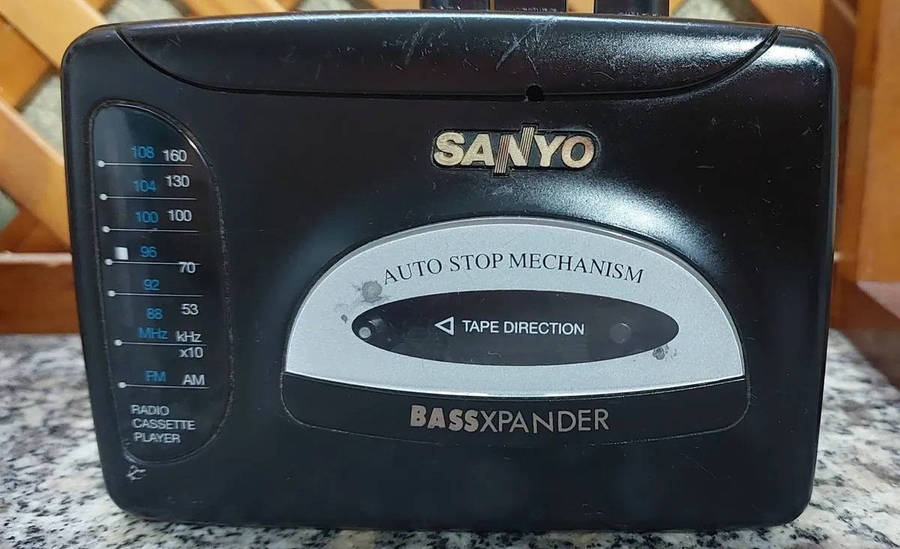 SANYO
108 160
104 130
100 100
96
70
92
88 53
MHz kHz
x10
FM AM
RADIO
CASSETTE
PLAYER
AUTO STOP MECHANISM
TAPE DIRECTION
BASSXPANDER